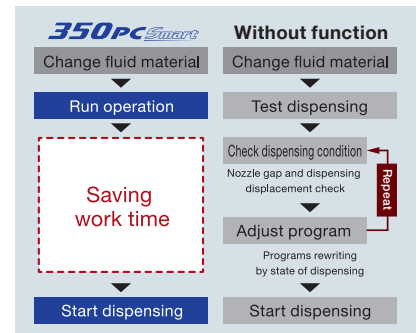 350PC Smart
Change fluid material
Run operation
Saving
work time
Start dispensing
Without function
Change fluid material
Test dispensing
Check dispensing condition
Nozzle gap and dispensing
displacement check
Repeat
Adjust program
Programs rewriting
by state of dispensing
Start dispensing